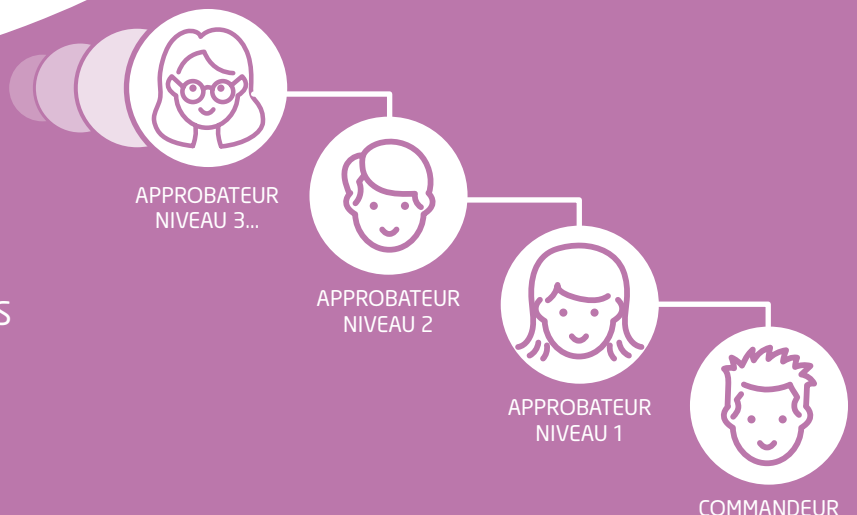 APPROBATEUR
NIVEAU 3...
APPROBATEUR
NIVEAU 2
S
APPROBATEUR
NIVEAU 1
COMMANDEUR